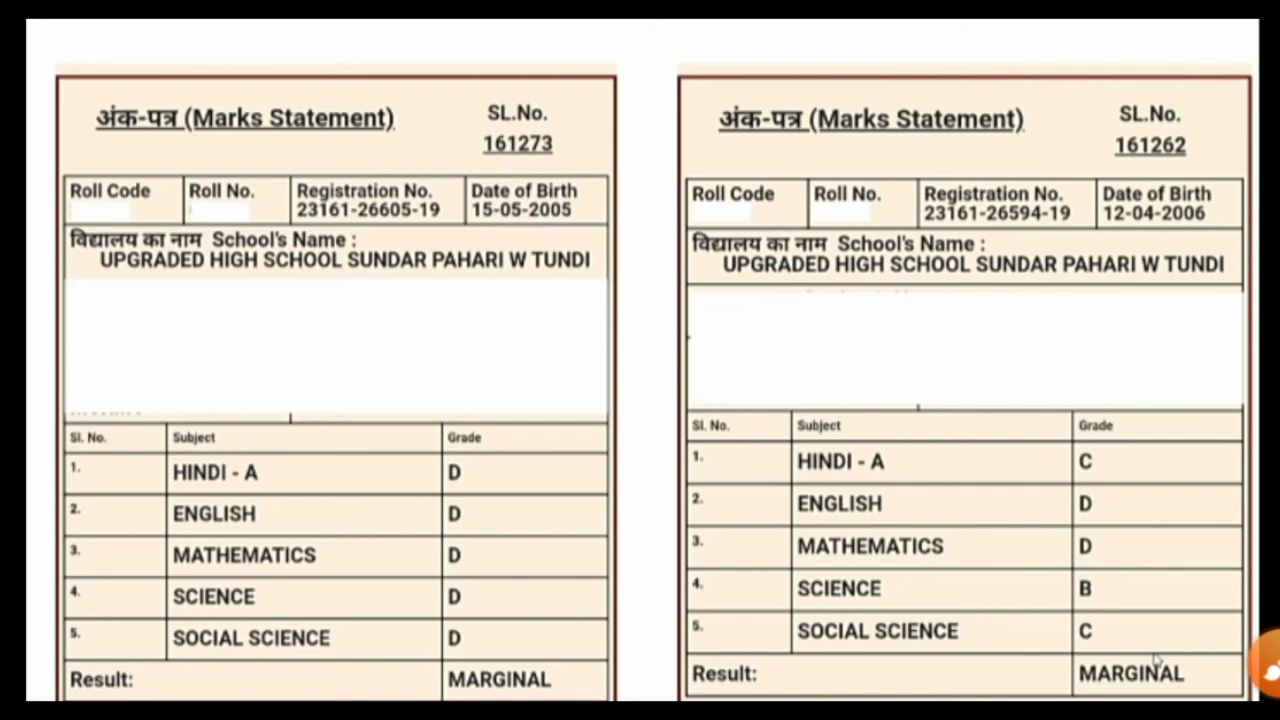 अंक-पत्र (Marks Statement)
SL.No.
161273
Roll Code Roll No. Registration No. Date of Birth
23161-26605-19 15-05-2005
विद्यालय का नाम School's Name :
UPGRADED HIGH SCHOOL SUNDAR PAHARI W TUNDI
Sl. No. Subject Grade
1. HINDI - A D
2. ENGLISH D
3. MATHEMATICS D
4. SCIENCE D
5. SOCIAL SCIENCE D
Result: MARGINAL
अंक-पत्र (Marks Statement)
SL.No.
161262
Roll Code Roll No. Registration No. Date of Birth
23161-26594-19 12-04-2006
विद्यालय का नाम School's Name :
UPGRADED HIGH SCHOOL SUNDAR PAHARI W TUNDI
Sl. No. Subject Grade
1. HINDI - A C
2. ENGLISH D
3. MATHEMATICS D
4. SCIENCE B
5. SOCIAL SCIENCE C
Result: MARGINAL